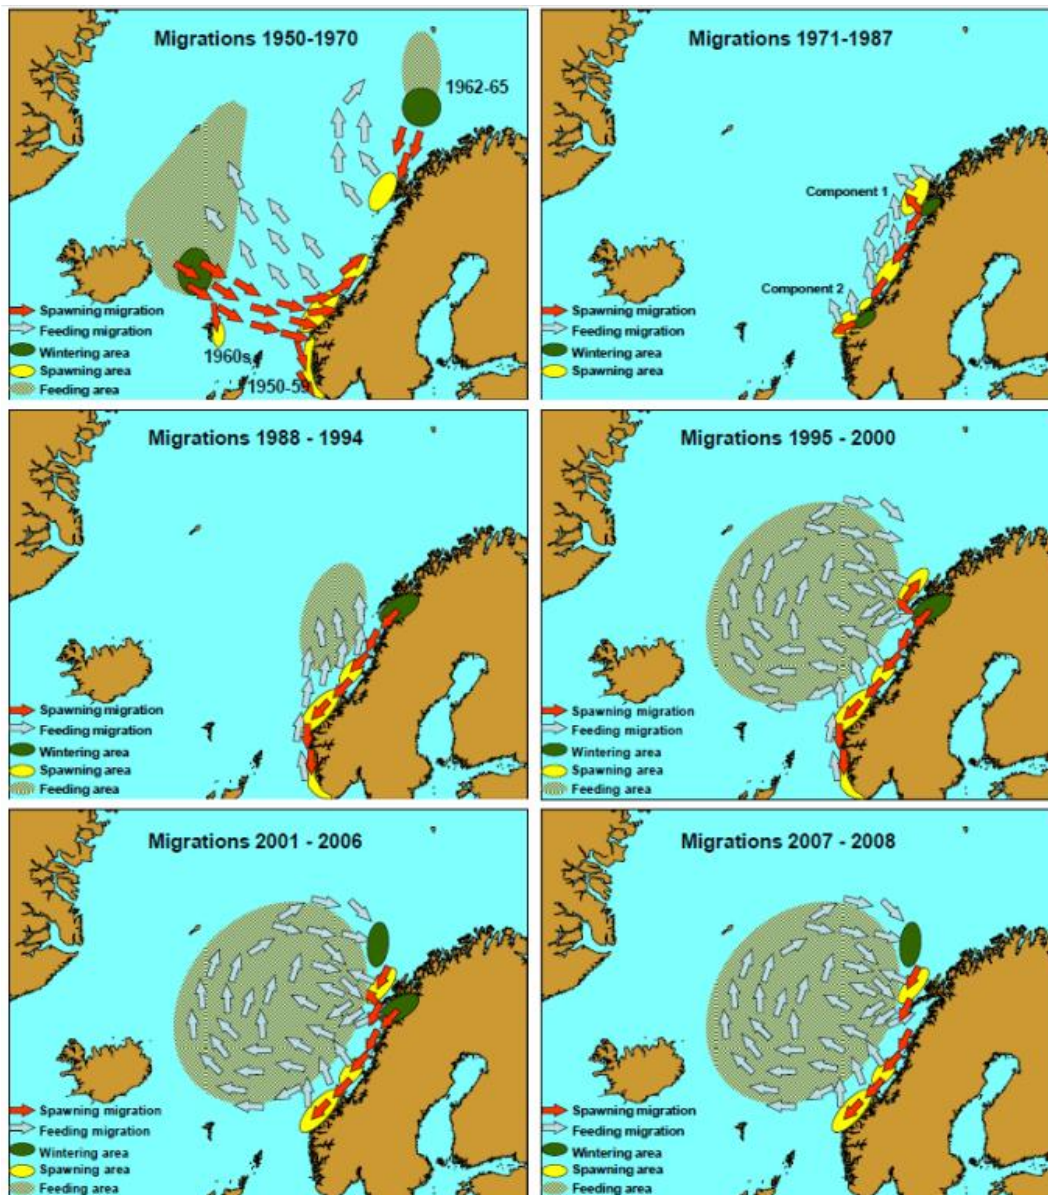 Migrations 1950-1970
1962-65
1960s
1950-59
Spawning migration
Feeding migration
Wintering area
Spawning area
Feeding area
Migrations 1971-1987
Component 1
Component 2
Spawning migration
Feeding migration
Wintering area
Spawning area
Migrations 1988 - 1994
Spawning migration
Feeding migration
Wintering area
Spawning area
Feeding area
Migrations 1995 - 2000
Spawning migration
Feeding migration
Wintering area
Spawning area
Feeding area
Migrations 2001 - 2006
Spawning migration
Feeding migration
Wintering area
Spawning area
Feeding area
Migrations 2007 - 2008
Spawning migration
Feeding migration
Wintering area
Spawning area
Feeding area